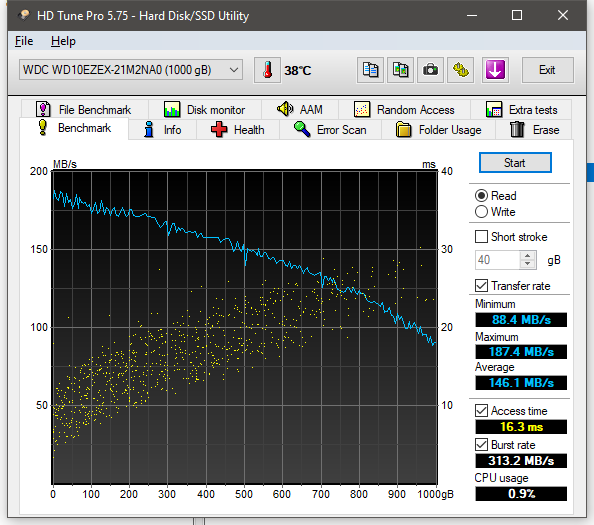 HD Tune Pro 5.75 - Hard Disk/SSD Utility
File Help
WDC WD10EZEX-21M2NA0 (1000 gB)
38°C
Exit
File Benchmark
Disk monitor
AAM
Random Access
Extra tests
Benchmark
Info
Health
Error Scan
Folder Usage
Erase
200 MB/s
ms 40
150
30
100
20
50
10
0 100 200 300 400 500 600 700 800 900 1000gB
Start
Read
Write
Short stroke
40 gB
Transfer rate
Minimum
88.4 MB/s
Maximum
187.4 MB/s
Average
146.1 MB/s
Access time
16.3 ms
Burst rate
313.2 MB/s
CPU usage
0.9%